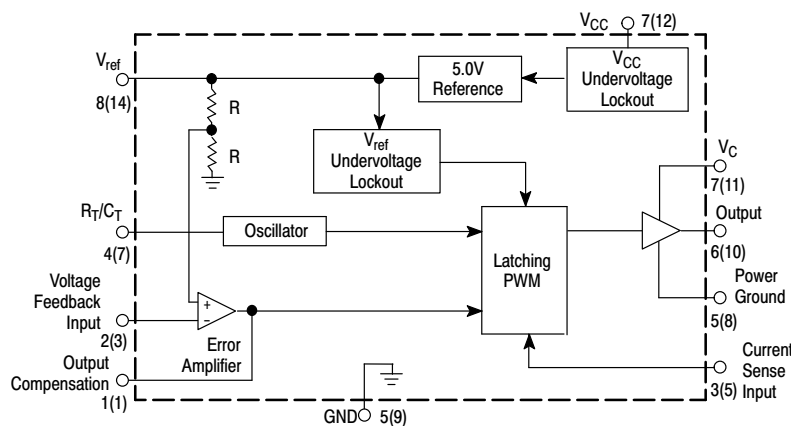 VCC 7(12)
Vref
8(14)
R
R
5.0V
Reference
VCC
Undervoltage
Lockout
Vref
Undervoltage
Lockout
VC
7(11)
RT/CT
4(7)
Oscillator
Latching
PWM
Output
6(10)
Voltage
Feedback
Input
2(3)
+
−
Error
Amplifier
Power
Ground
5(8)
Output
Compensation
1(1)
GND 5(9)
Current
Sense
Input
3(5)